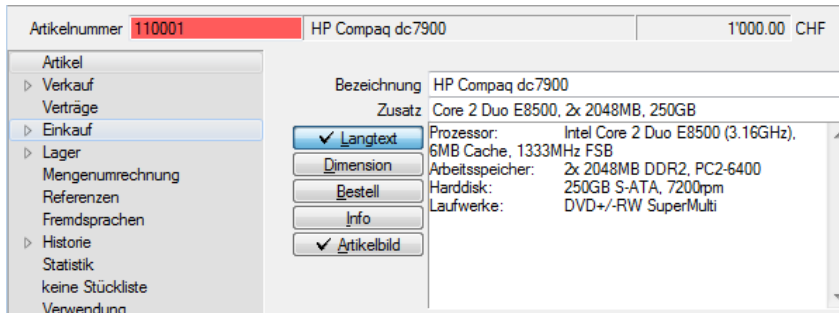 Artikelnummer 110001 HP Compaq dc7900 1'000.00 CHF
Artikel
Verkauf
Verträge
Einkauf
Lager
Mengenumrechnung
Referenzen
Fremdsprachen
Historie
Statistik
keine Stückliste
Verwendung
Bezeichnung HP Compaq dc7900
Zusatz Core 2 Duo E8500, 2x 2048MB, 250GB
Langtext
Dimension
Bestell
Info
Artikelbild
Prozessor: Intel Core 2 Duo E8500 (3.16GHz),
6MB Cache, 1333MHz FSB
Arbeitsspeicher: 2x 2048MB DDR2, PC2-6400
Harddisk: 250GB S-ATA, 7200rpm
Laufwerke: DVD+/-RW SuperMulti